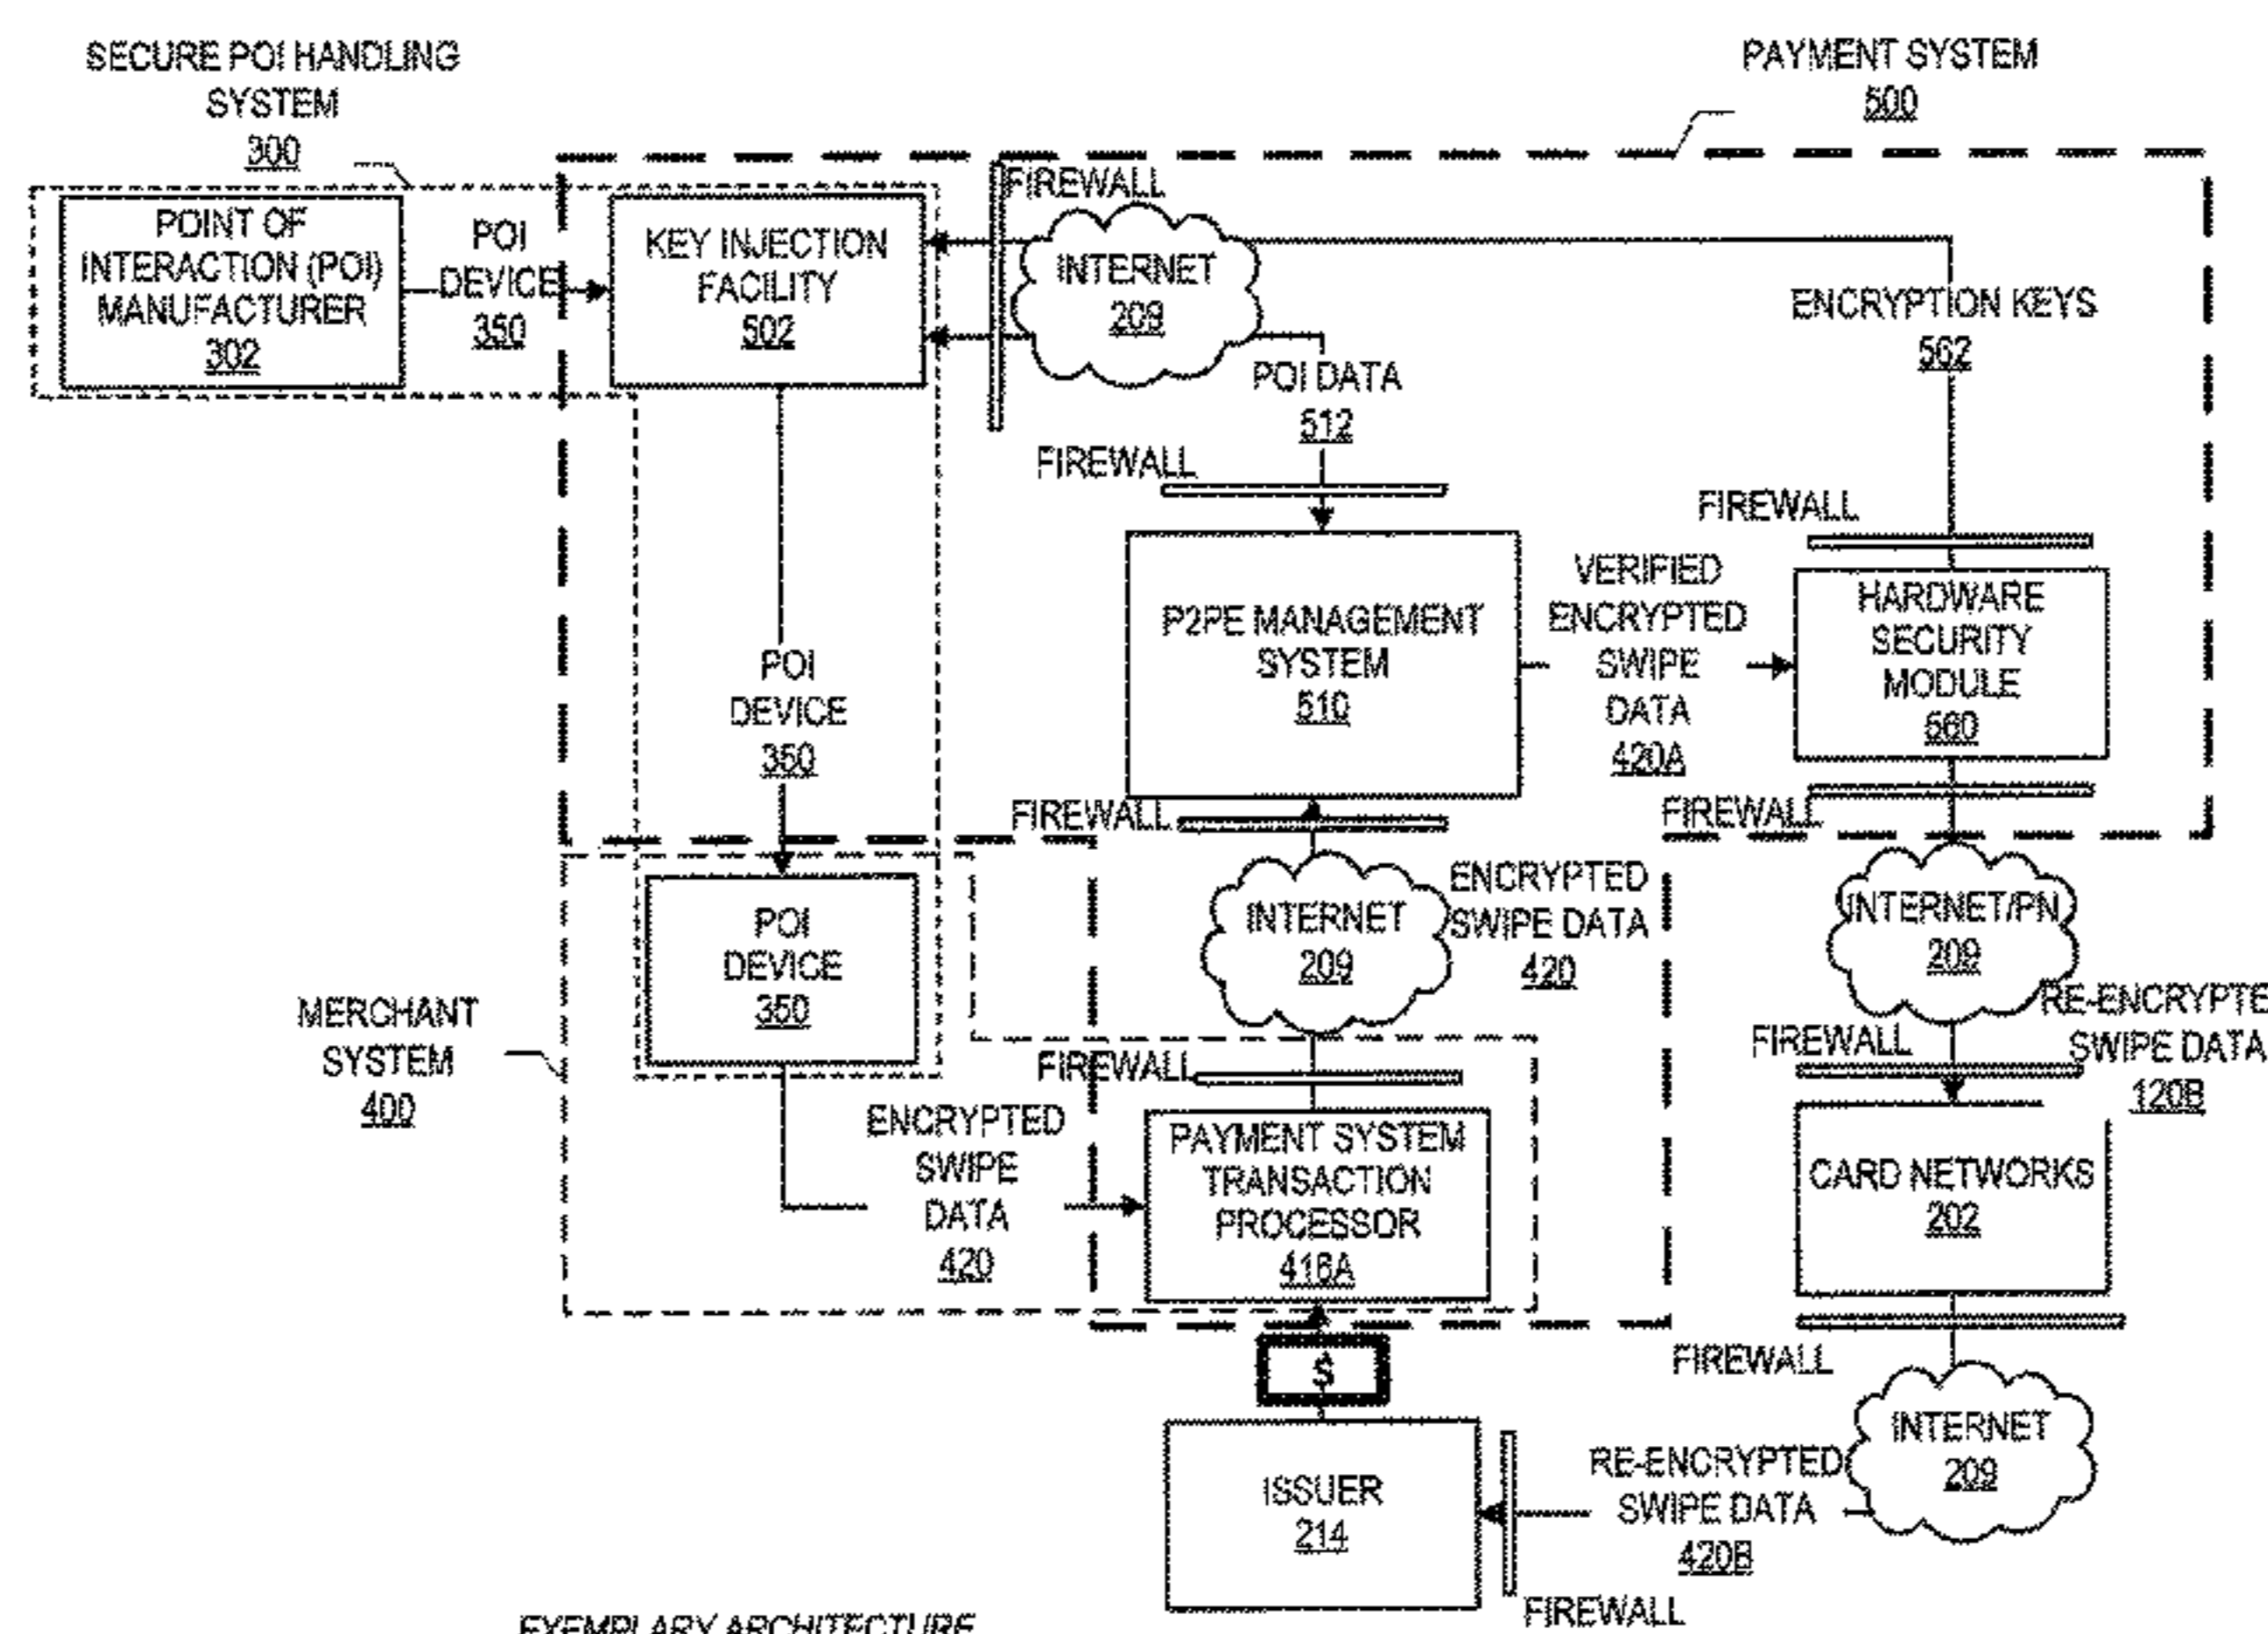 SECURE POI HANDLING
SYSTEM
300
PAYMENT SYSTEM
500
POINT OF
INTERACTION (POI)
MANUFACTURER
302
POI
DEVICE
350
KEY INJECTION
FACILITY
502
FIREWALL
INTERNET
209
ENCRYPTION KEYS
562
POI DATA
512
FIREWALL
FIREWALL
P2PE MANAGEMENT
SYSTEM
510
VERIFIED
ENCRYPTED
SWIPE
DATA
420A
HARDWARE
SECURITY
MODULE
560
POI
DEVICE
350
FIREWALL
FIREWALL
POI
DEVICE
350
INTERNET
209
ENCRYPTED
SWIPE DATA
420
INTERNET/PN
209
MERCHANT
SYSTEM
400
FIREWALL
FIREWALL
RE-ENCRYPTE
SWIPE DATA
120B
ENCRYPTED
SWIPE
DATA
420
PAYMENT SYSTEM
TRANSACTION
PROCESSOR
416A
CARD NETWORKS
202
$
FIREWALL
ISSUER
214
RE-ENCRYPTED
SWIPE DATA
420B
INTERNET
209
FIREWALL
EXEMPLARY ARCHITECTURE